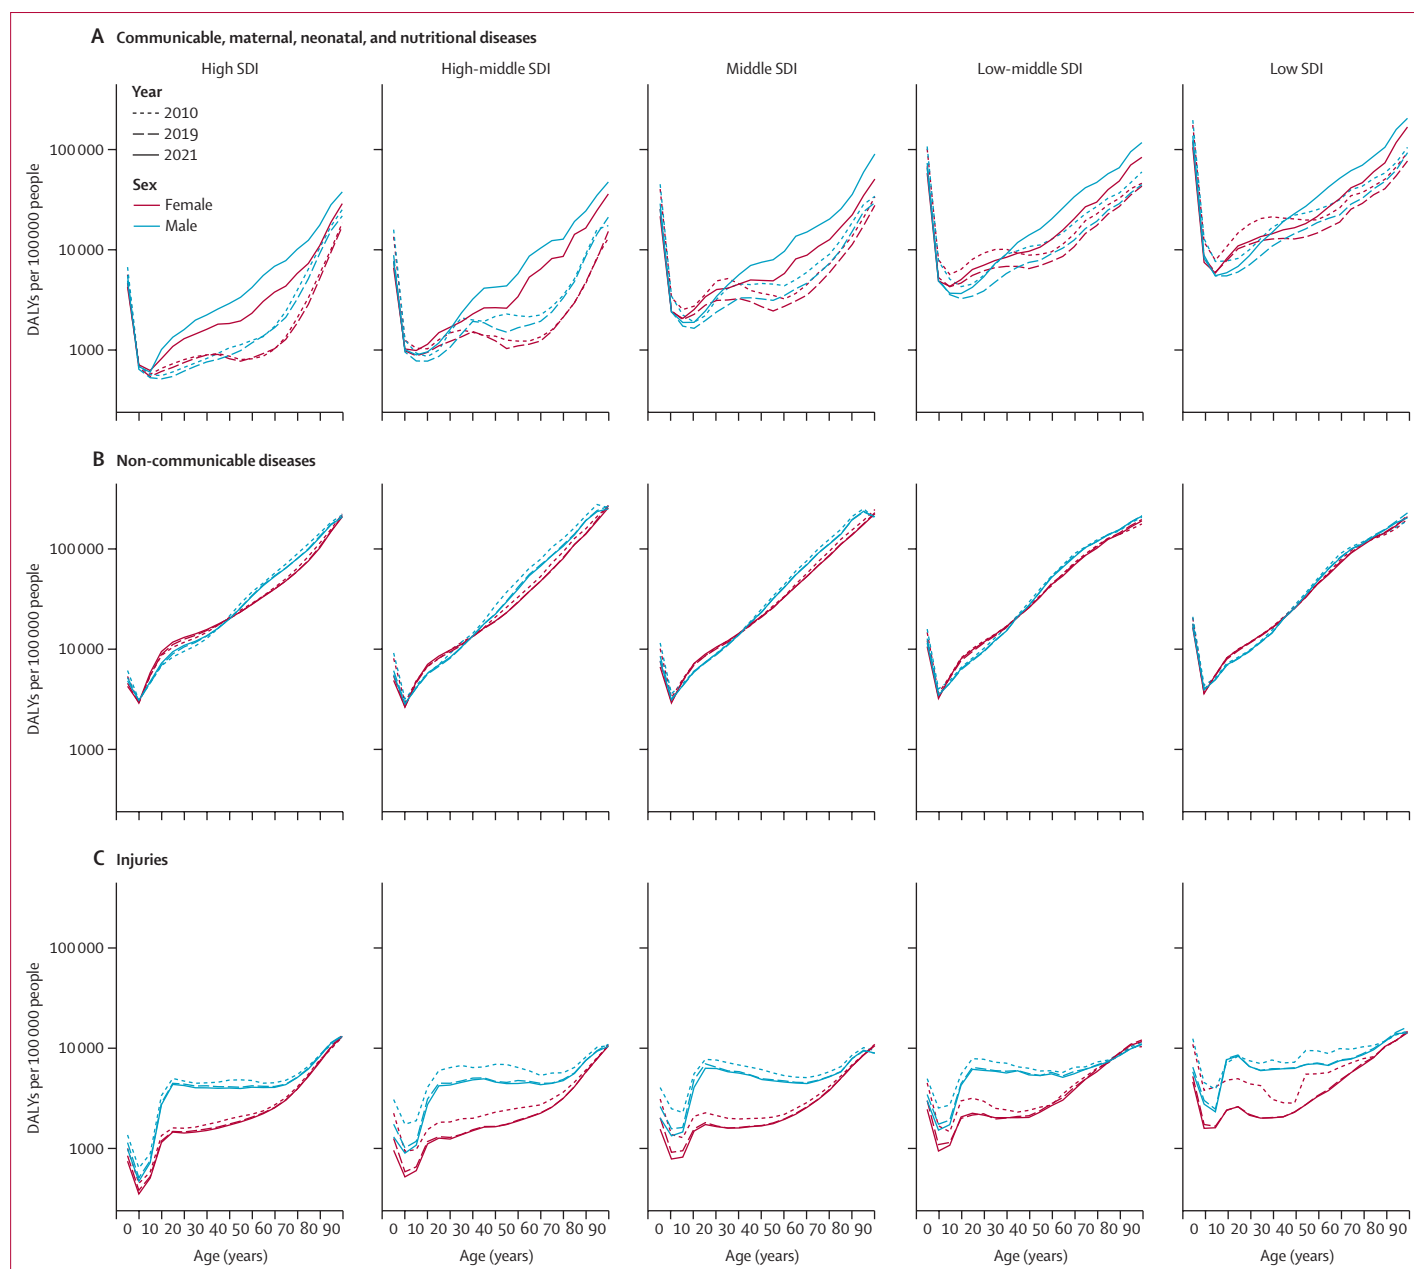 A Communicable, maternal, neonatal, and nutritional diseases
High SDI High-middle SDI Middle SDI Low-middle SDI Low SDI
Year
2010
2019
2021
Sex
Female
Male
DALYs per 100 000 people
100 000
10 000
1000
B Non-communicable diseases
DALYs per 100 000 people
100 000
10 000
1000
C Injuries
DALYs per 100 000 people
100 000
10 000
1000
0 10 20 30 40 50 60 70 80 90 0 10 20 30 40 50 60 70 80 90 0 10 20 30 40 50 60 70 80 90 0 10 20 30 40 50 60 70 80 90 0 10 20 30 40 50 60 70 80 90
Age (years) Age (years) Age (years) Age (years) Age (years)